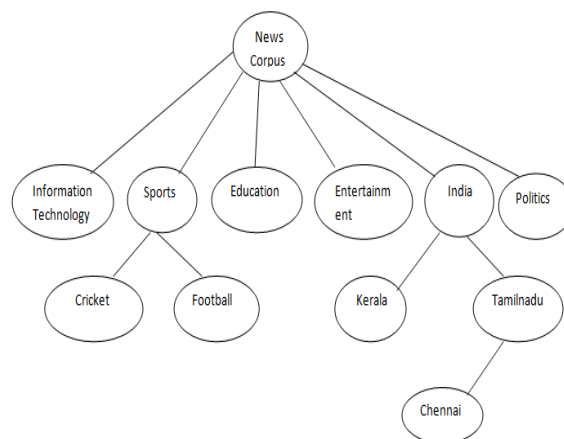 News
Corpus
Information
Technology
Sports
Education
Entertainm
ent
India
Politics
Cricket
Football
Kerala
Tamilnadu
Chennai